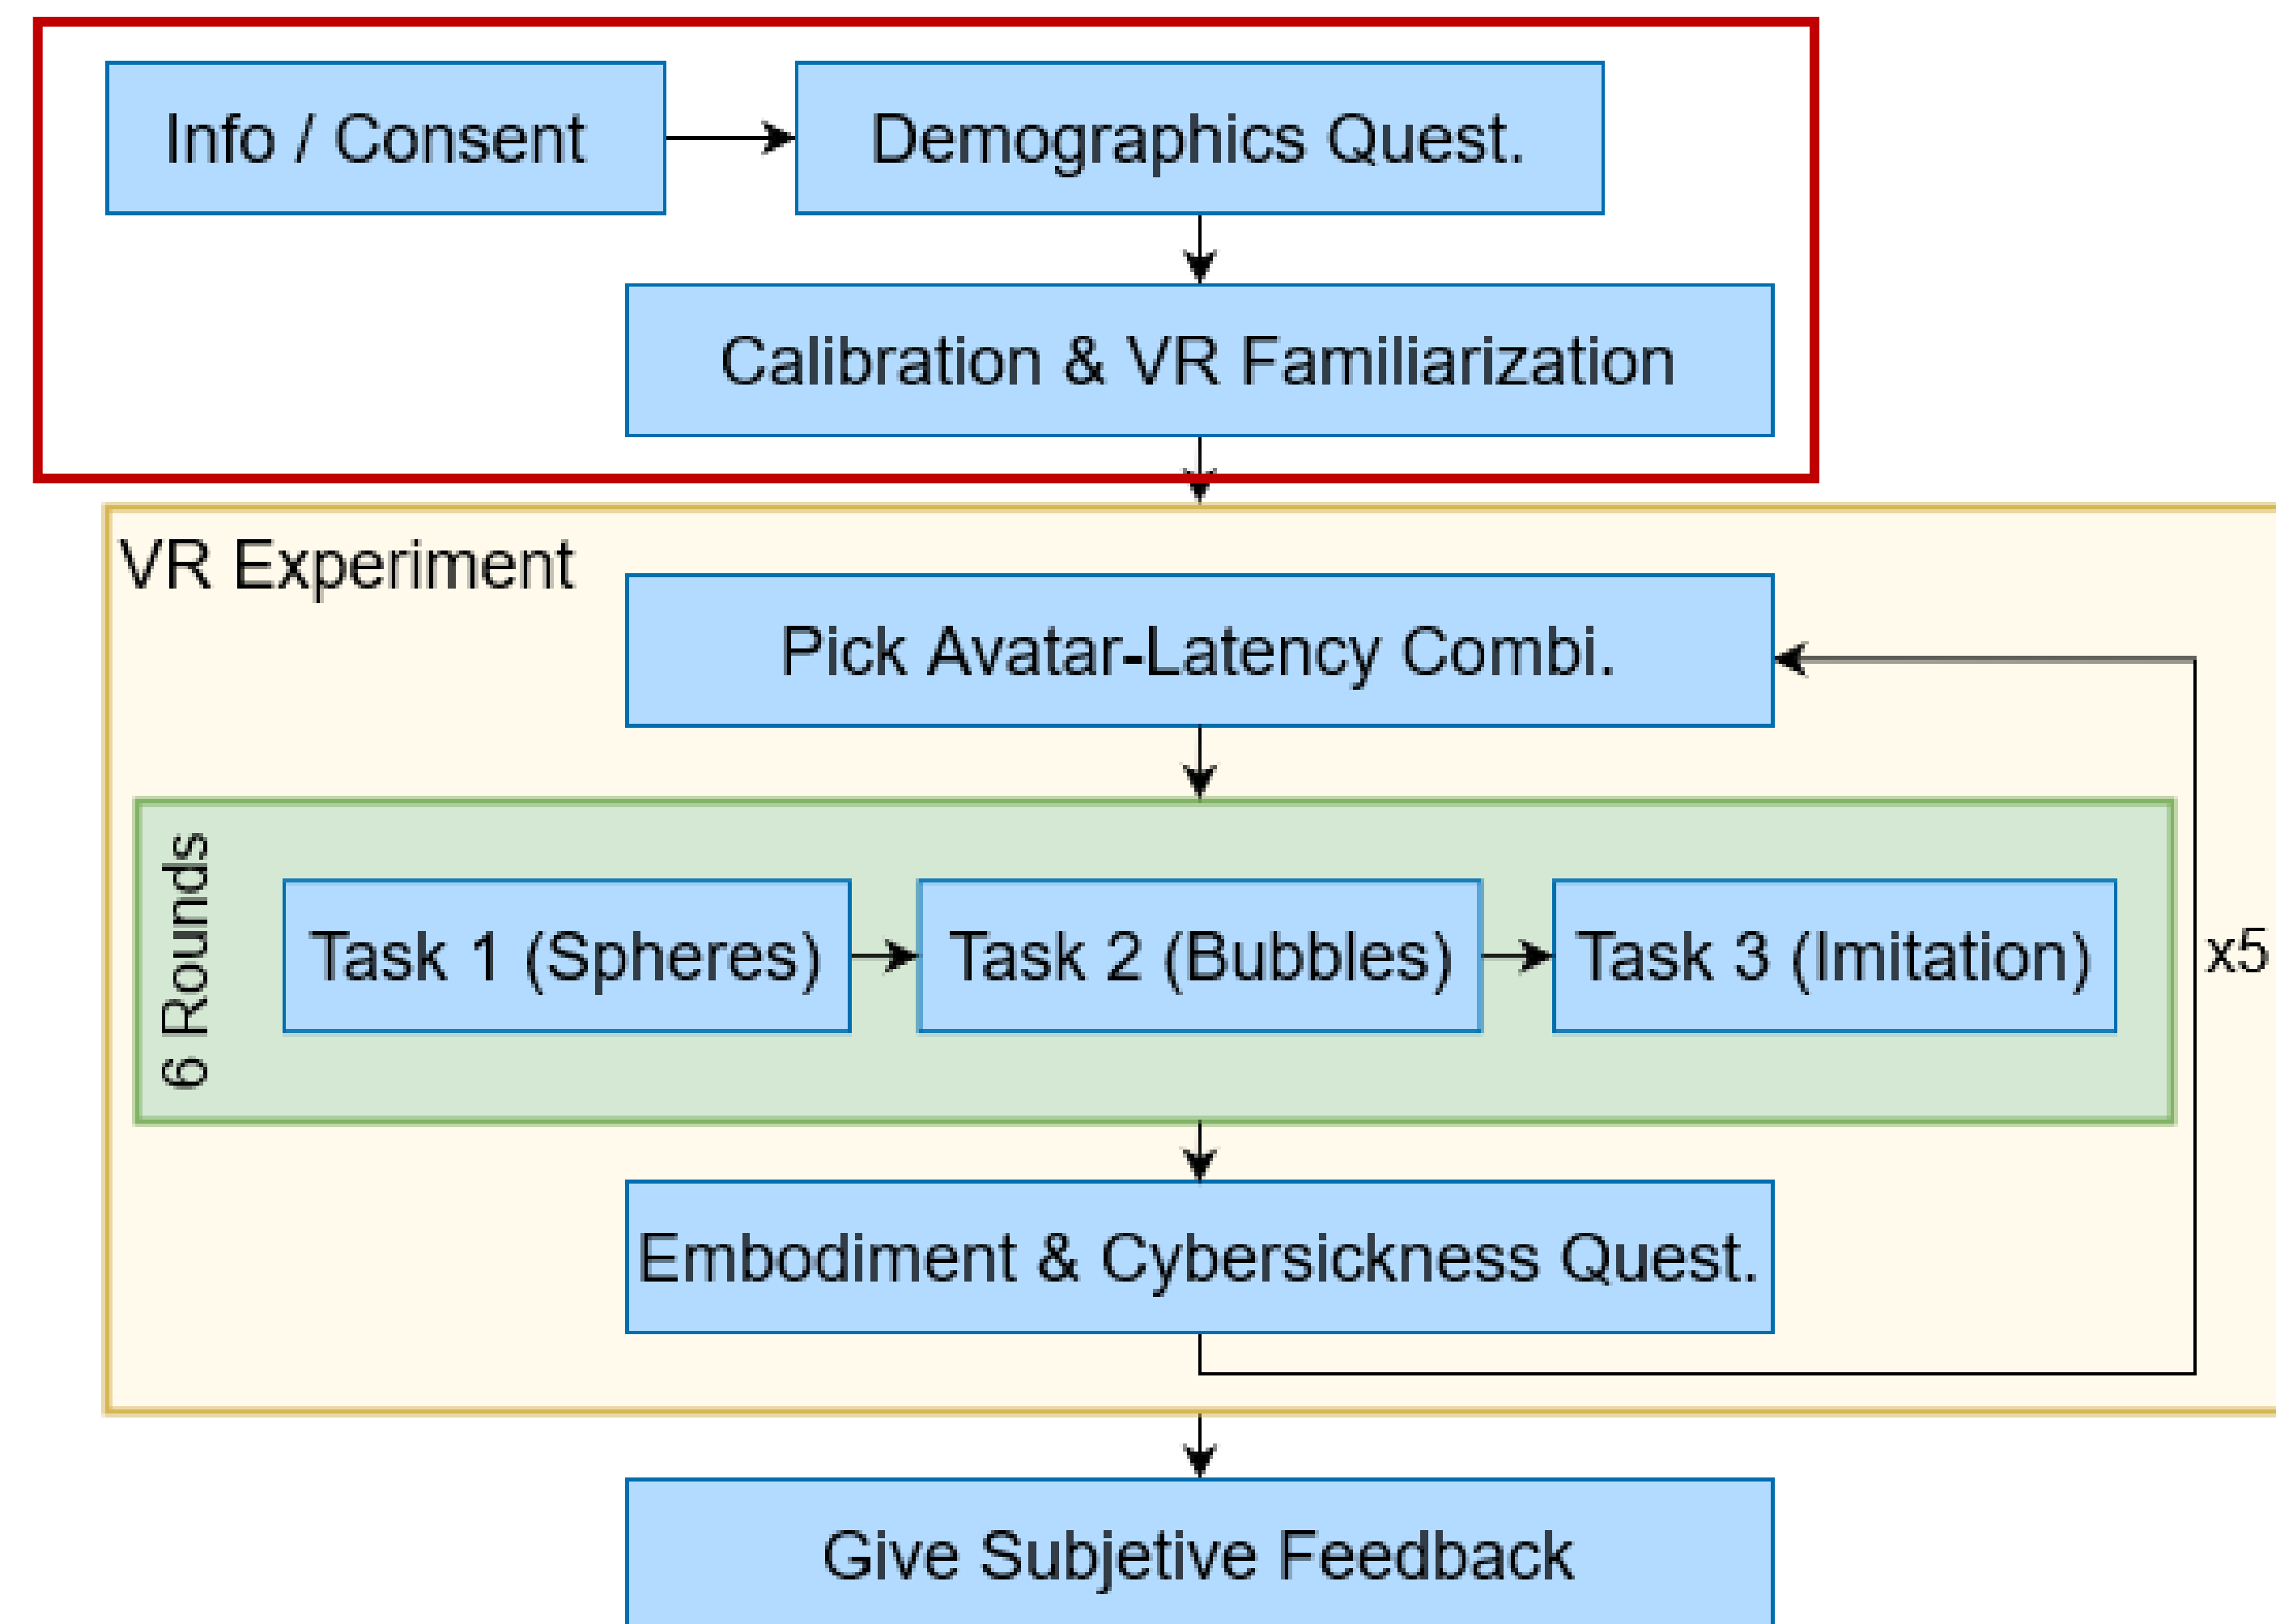 Info / Consent
Demographics Quest.
Calibration & VR Familiarization
VR Experiment
Pick Avatar-Latency Combi.
6 Rounds
Task 1 (Spheres)
Task 2 (Bubbles)
Task 3 (Imitation)
x5
Embodiment & Cybersickness Quest.
Give Subjetive Feedback